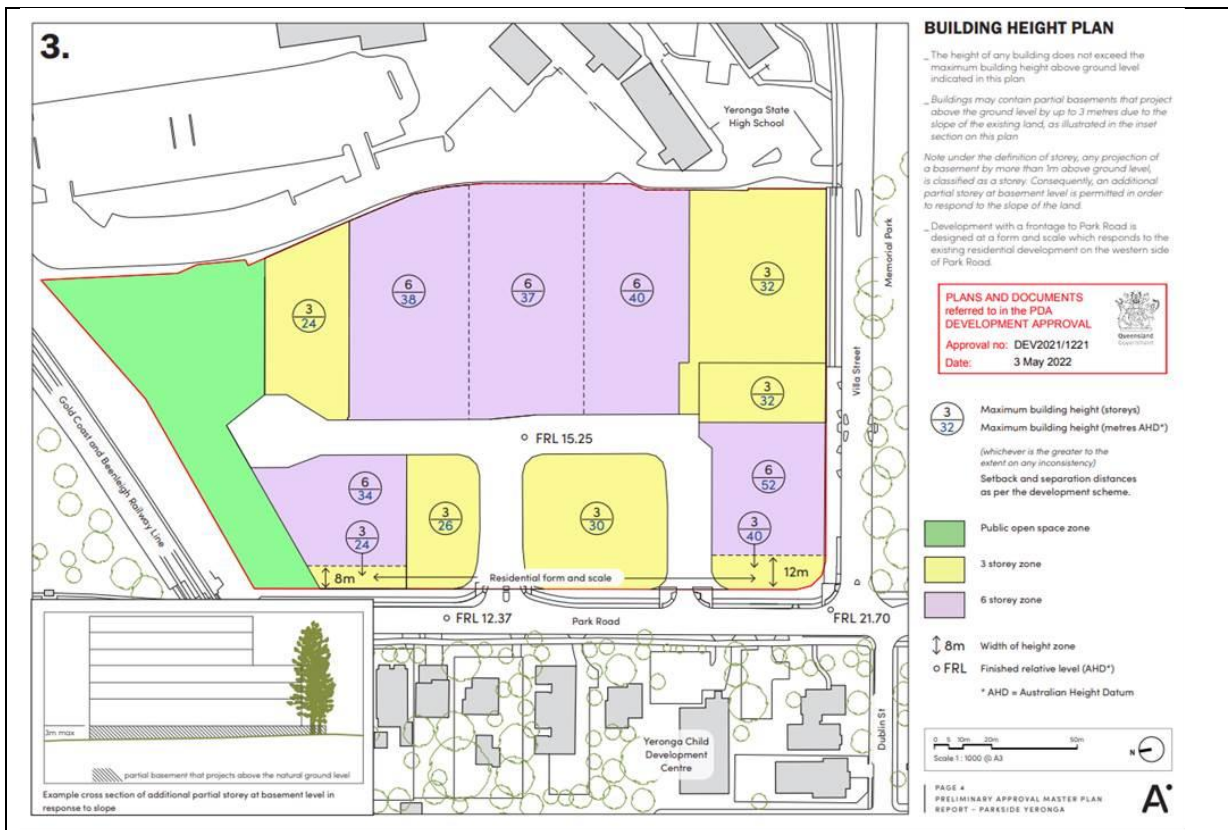 3.
Yeronga State
High School
Memorial Park
Villa Street
Gold Coast and Beenleigh Railway Line
3
24
6
38
6
37
6
40
3
32
3
32
FRL 15.25
6
34
3
24
3
26
3
30
6
52
3
40
8m
Residential form and scale
12m
FRL 12.37
Park Road
FRL 21.70
Dublin St
Yeronga Child
Development
Centre
3m max
partial basement that projects above the natural ground level
Example cross section of additional partial storey at basement level in
response to slope
BUILDING HEIGHT PLAN
_ The height of any building does not exceed the
maximum building height above ground level
indicated in this plan
_ Buildings may contain partial basements that project
above the ground level by up to 3 metres due to the
slope of the existing land, as illustrated in the inset
section on this plan
Note under the definition of storey, any projection of
a basement by more than 1m above ground level,
is classified as a storey. Consequently, an additional
partial storey at basement level is permitted in order
to respond to the slope of the land.
_ Development with a frontage to Park Road is
designed at a form and scale which responds to the
existing residential development on the western side
of Park Road.
PLANS AND DOCUMENTS
referred to in the PDA
DEVELOPMENT APPROVAL
Approval no: DEV2021/1221
Date: 3 May 2022
Queensland
Government
3
32
Maximum building height (storeys)
Maximum building height (metres AHD*)
(whichever is the greater to the
extent on any inconsistency)
Setback and separation distances
as per the development scheme.
Public open space zone
3 storey zone
6 storey zone
8m Width of height zone
FRL Finished relative level (AHD*)
* AHD = Australian Height Datum
0 5 10m 20m 50m
Scale 1 : 1000 @ A3
N
PAGE 4
PRELIMINARY APPROVAL MASTER PLAN
REPORT – PARKSIDE YERONGA
A